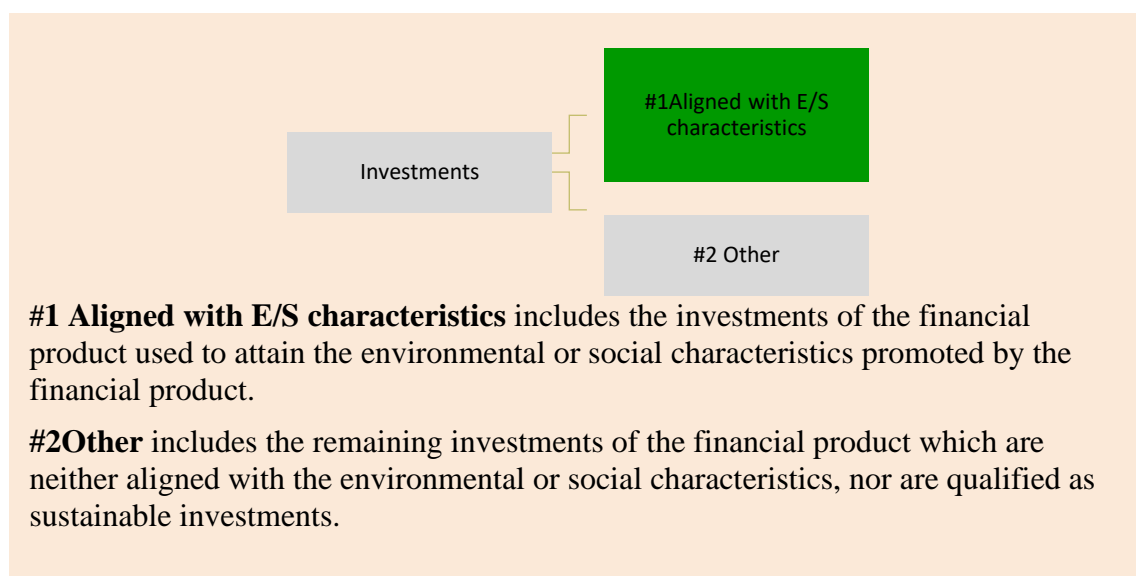 #1Aligned with E/S
characteristics
Investments
#2 Other
#1 Aligned with E/S characteristics includes the investments of the financial
product used to attain the environmental or social characteristics promoted by the
financial product.
#2Other includes the remaining investments of the financial product which are
neither aligned with the environmental or social characteristics, nor are qualified as
sustainable investments.